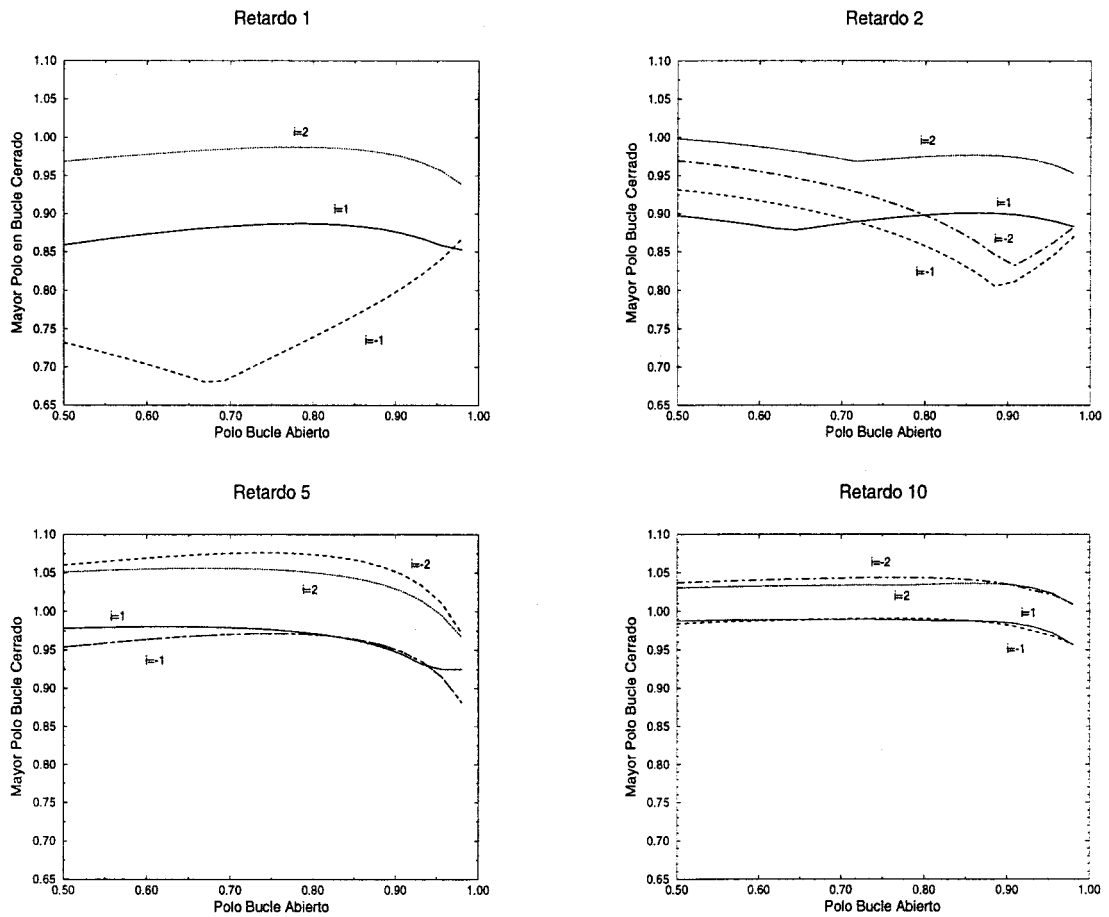 Retardo 1
1.10
1.05
1.00
0.95
0.90
0.85
0.80
0.75
0.70
0.65
Mayor Polo en Bucle Cerrado
i=2
i=1
i=-1
0.50 0.60 0.70 0.80 0.90 1.00
Polo Bucle Abierto
Retardo 2
1.10
1.05
1.00
0.95
0.90
0.85
0.80
0.75
0.70
0.65
Mayor Polo Bucle Cerrado
i=2
i=1
i=-2
i=-1
0.50 0.60 0.70 0.80 0.90 1.00
Polo Bucle Abierto
Retardo 5
1.10
1.05
1.00
0.95
0.90
0.85
0.80
0.75
0.70
0.65
Mayor Polo Bucle Cerrado
i=-2
i=2
i=1
i=-1
0.50 0.60 0.70 0.80 0.90 1.00
Polo Bucle Abierto
Retardo 10
1.10
1.05
1.00
0.95
0.90
0.85
0.80
0.75
0.70
0.65
Mayor Polo Bucle Cerrado
i=-2
i=2
i=1
i=-1
0.50 0.60 0.70 0.80 0.90 1.00
Polo Bucle Abierto